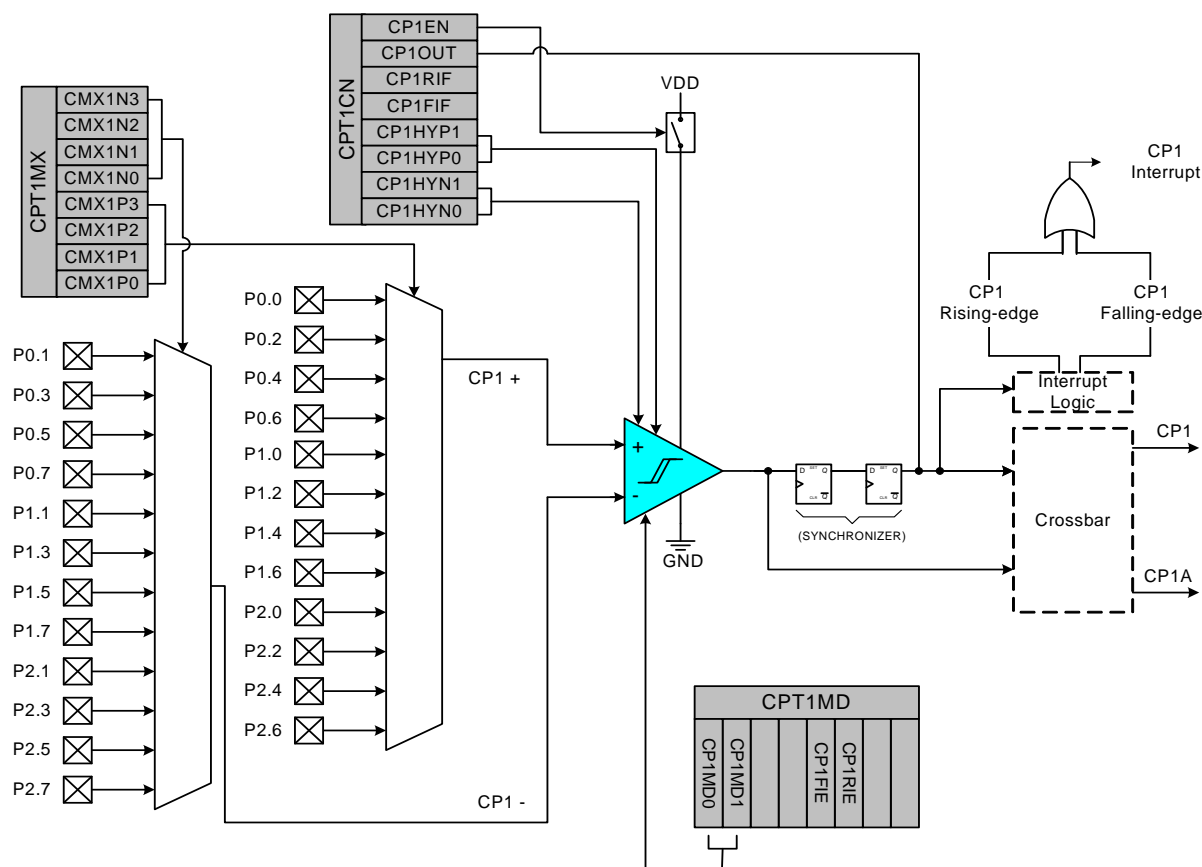 CPT1CN
CP1EN
CP1OUT
CP1RIF
CP1FIF
CP1HYP1
CP1HYP0
CP1HYN1
CP1HYN0
CPT1MX
CMX1N3
CMX1N2
CMX1N1
CMX1N0
CMX1P3
CMX1P2
CMX1P1
CMX1P0
VDD
CP1
Interrupt
CP1
Rising-edge
CP1
Falling-edge
Interrupt
Logic
P0.1
P0.3
P0.5
P0.7
P1.1
P1.3
P1.5
P1.7
P2.1
P2.3
P2.5
P2.7
P0.0
P0.2
P0.4
P0.6
P1.0
P1.2
P1.4
P1.6
P2.0
P2.2
P2.4
P2.6
CP1 +
CP1 -
+
-
GND
D
SET
Q
CLR
Q
D
SET
Q
CLR
Q
(SYNCHRONIZER)
Crossbar
CP1
CP1A
CPT1MD
CP1MD0
CP1MD1
CP1FIE
CP1RIE